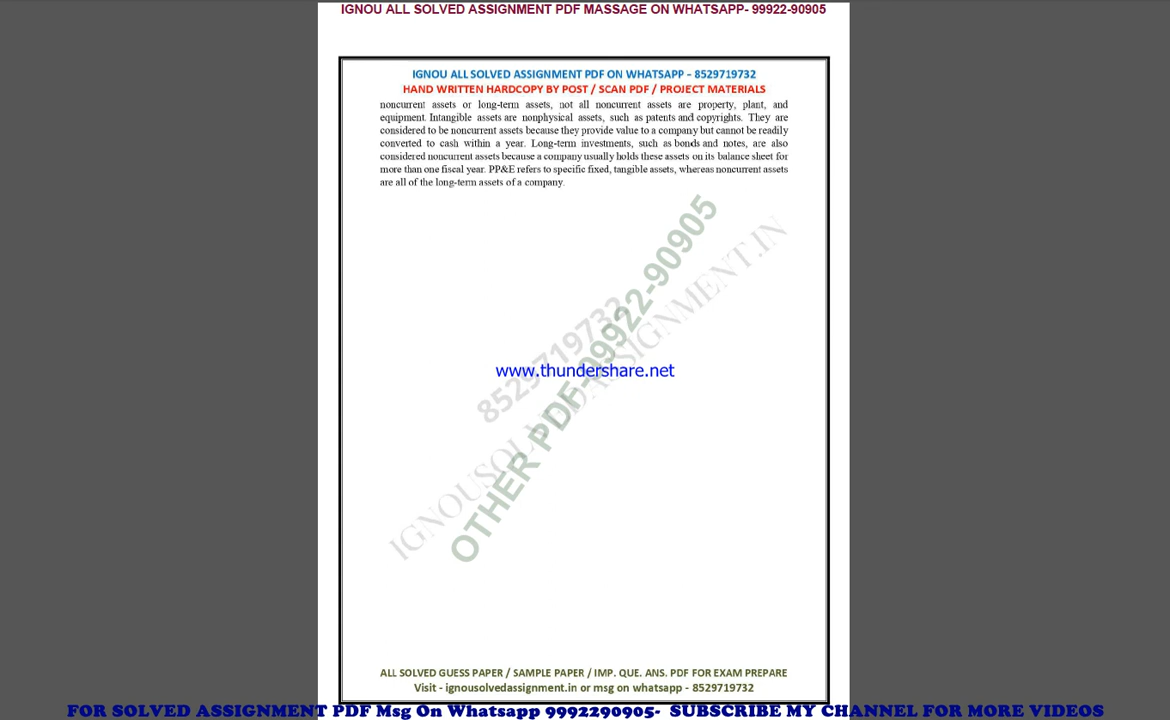 IGNOU ALL SOLVED ASSIGNMENT PDF MASSAGE ON WHATSAPP- 99922-90905
IGNOU ALL SOLVED ASSIGNMENT PDF ON WHATSAPP - 8529719732
HAND WRITTEN HARDCOPY BY POST / SCAN PDF / PROJECT MATERIALS
noncurrent assets or long-term assets, not all noncurrent assets are property, plant, and
equipment. Intangible assets are nonphysical assets, such as patents and copyrights. They are
considered to be noncurrent assets because they provide value to a company but cannot be readily
converted to cash within a year. Long-term investments, such as bonds and notes, are also
considered noncurrent assets because a company usually holds these assets on its balance sheet for
more than one fiscal year. PP&E refers to specific fixed, tangible assets, whereas noncurrent assets
are all of the long-term assets of a company.
8529719732
OTHER PDF-99922-90905
IGNOUSOLVEDASSIGNMENT.IN
www.thundershare.net
ALL SOLVED GUESS PAPER / SAMPLE PAPER / IMP. QUE. ANS. PDF FOR EXAM PREPARE
Visit - ignousolvedassignment.in or msg on whatsapp - 8529719732
FOR SOLVED ASSIGNMENT PDF Msg On Whatsapp 9992290905- SUBSCRIBE MY CHANNEL FOR MORE VIDEOS